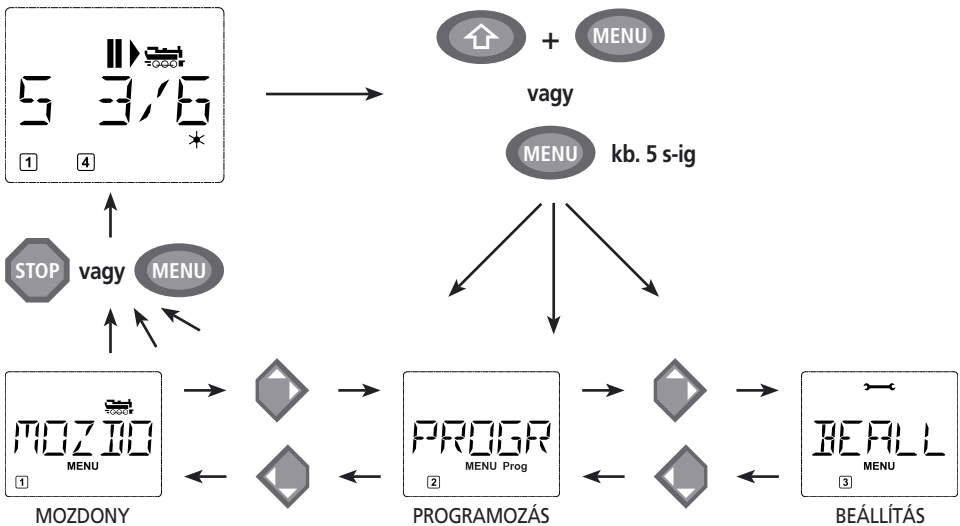 MENU
+
vagy
S 3/6
1 4
MENU kb. 5 s-ig
STOP vagy MENU
MOZDO
MENU
1
PROGR
MENU Prog
2
BEALL
MENU
3
MOZDONY
PROGRAMOZÁS
BEÁLLÍTÁS